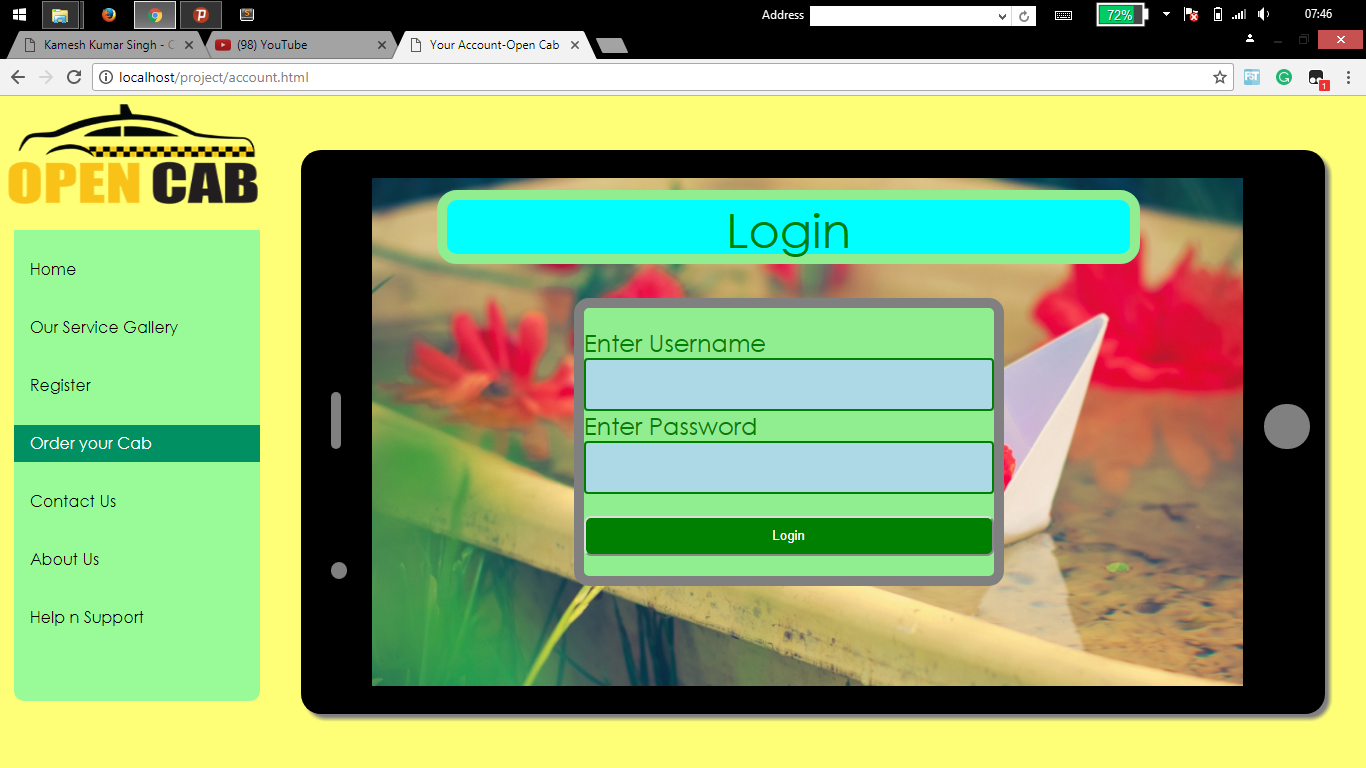 Address
72%
07:46
Kamesh Kumar Singh - C
(98) YouTube
Your Account-Open Cab
localhost/project/account.html
1
OPEN CAB
Home
Our Service Gallery
Register
Order your Cab
Contact Us
About Us
Help n Support
Login
Enter Username
Enter Password
Login